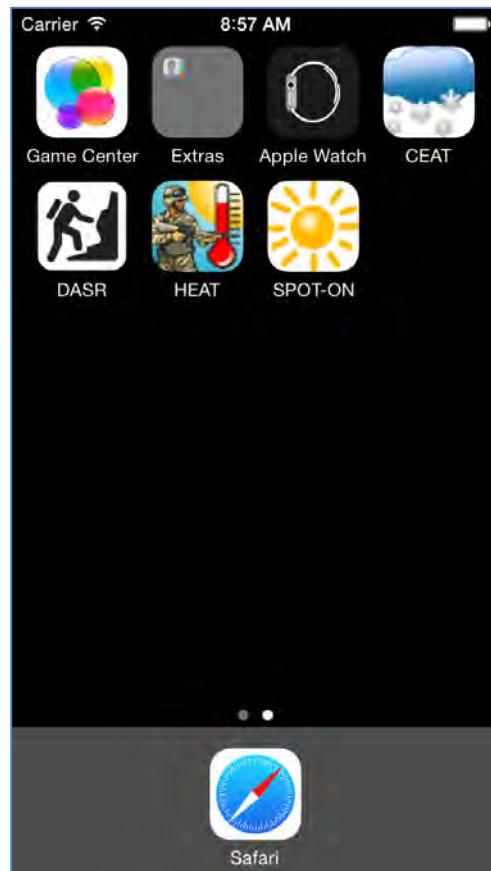 Carrier 8:57 AM
Game Center Extras Apple Watch CEAT
DASR HEAT SPOT-ON
Safari